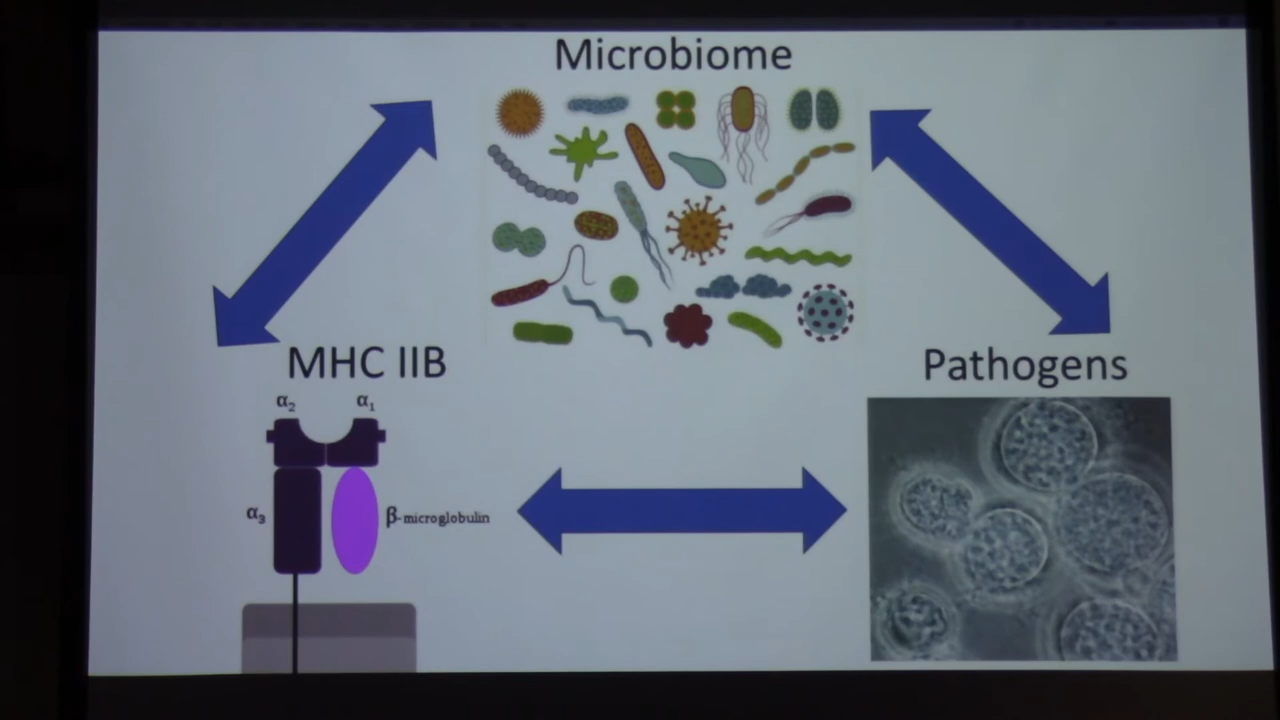 Microbiome
MHC IIB
Pathogens
α₂ α₁
α₃
β-microglobulin